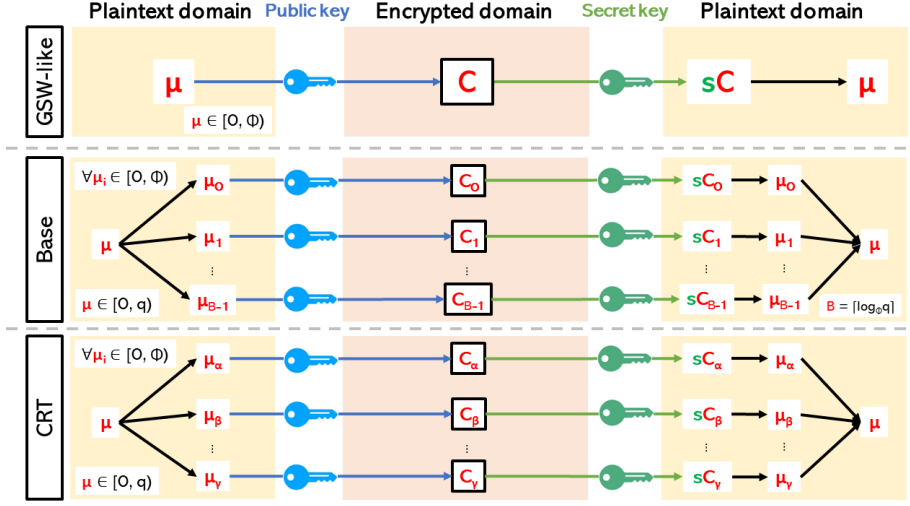 Plaintext domain Public key Encrypted domain Secret key Plaintext domain
GSW-like
μ C sC μ
μ ∈ [0, Φ)
Base
∀μi ∈ [0, Φ)
μ0 C0 sC0 μ0
μ μ1 C1 sC1 μ1 μ
⋮ ⋮ ⋮ ⋮
μ ∈ [0, q) μB-1 CB-1 sCB-1 μB-1 B = ⌈logΦq⌉
CRT
∀μi ∈ [0, Φ)
μα Cα sCα μα
μ μβ Cβ sCβ μβ μ
⋮ ⋮ ⋮ ⋮
μ ∈ [0, q) μγ Cγ sCγ μγ